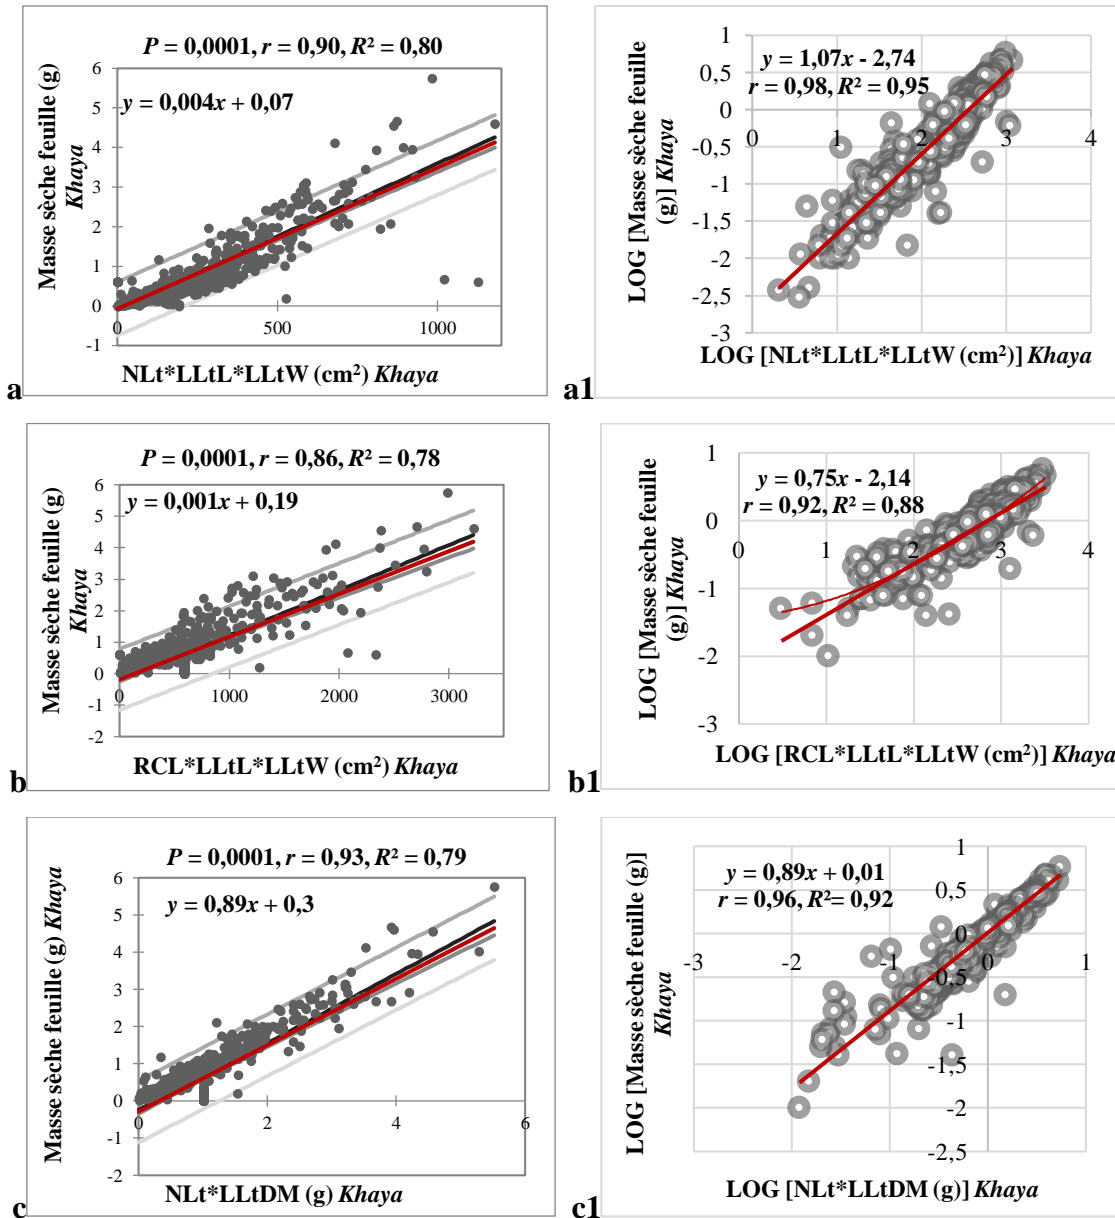 P = 0,0001, r = 0,90, R² = 0,80
y = 0,004x + 0,07
Masse sèche feuille (g)
Khaya
6
5
4
3
2
1
0
-1
0
500
1000
NLt*LLtL*LLtW (cm²) Khaya
a
y = 1,07x - 2,74
r = 0,98, R² = 0,95
LOG [Masse sèche feuille
(g)] Khaya
1
0,5
0
-0,5
-1
-1,5
-2
-2,5
-3
0
1
2
3
4
LOG [NLt*LLtL*LLtW (cm²)] Khaya
a1
P = 0,0001, r = 0,86, R² = 0,78
y = 0,001x + 0,19
Masse sèche feuille (g)
Khaya
6
5
4
3
2
1
0
-1
-2
0
1000
2000
3000
RCL*LLtL*LLtW (cm²) Khaya
b
y = 0,75x - 2,14
r = 0,92, R² = 0,88
LOG [Masse sèche feuille
(g)] Khaya
1
0
-1
-2
-3
0
1
2
3
4
LOG [RCL*LLtL*LLtW (cm²)] Khaya
b1
P = 0,0001, r = 0,93, R² = 0,79
y = 0,89x + 0,3
Masse sèche feuille (g) Khaya
6
5
4
3
2
1
0
-1
-2
0
2
4
6
NLt*LLtDM (g) Khaya
c
y = 0,89x + 0,01
r = 0,96, R²= 0,92
LOG [Masse sèche feuille (g)]
Khaya
1
0,5
0
-0,5
-1
-1,5
-2
-2,5
-3
-2
-1
0
1
LOG [NLt*LLtDM (g)] Khaya
c1